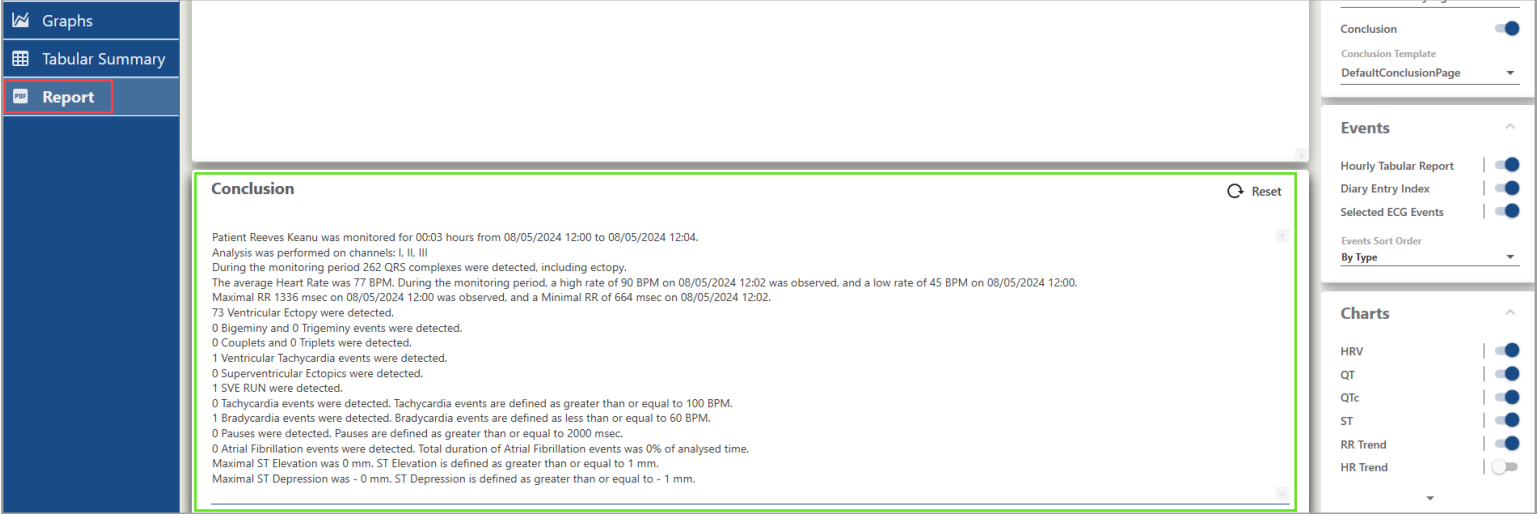 Graphs
Tabular Summary
PDF Report
Conclusion
Reset
Patient Reeves Keanu was monitored for 00:03 hours from 08/05/2024 12:00 to 08/05/2024 12:04.
Analysis was performed on channels: I, II, III
During the monitoring period 262 QRS complexes were detected, including ectopy.
The average Heart Rate was 77 BPM. During the monitoring period, a high rate of 90 BPM on 08/05/2024 12:02 was observed, and a low rate of 45 BPM on 08/05/2024 12:00.
Maximal RR 1336 msec on 08/05/2024 12:00 was observed, and a Minimal RR of 664 msec on 08/05/2024 12:02.
73 Ventricular Ectopy were detected.
0 Bigeminy and 0 Trigeminy events were detected.
0 Couplets and 0 Triplets were detected.
1 Ventricular Tachycardia events were detected.
0 Superventricular Ectopics were detected.
1 SVE RUN were detected.
0 Tachycardia events were detected. Tachycardia events are defined as greater than or equal to 100 BPM.
1 Bradycardia events were detected. Bradycardia events are defined as less than or equal to 60 BPM.
0 Pauses were detected. Pauses are defined as greater than or equal to 2000 msec.
0 Atrial Fibrillation events were detected. Total duration of Atrial Fibrillation events was 0% of analysed time.
Maximal ST Elevation was 0 mm. ST Elevation is defined as greater than or equal to 1 mm.
Maximal ST Depression was - 0 mm. ST Depression is defined as greater than or equal to - 1 mm.
Conclusion
Conclusion Template
DefaultConclusionPage
Events
Hourly Tabular Report
Diary Entry Index
Selected ECG Events
Events Sort Order
By Type
Charts
HRV
QT
QTc
ST
RR Trend
HR Trend